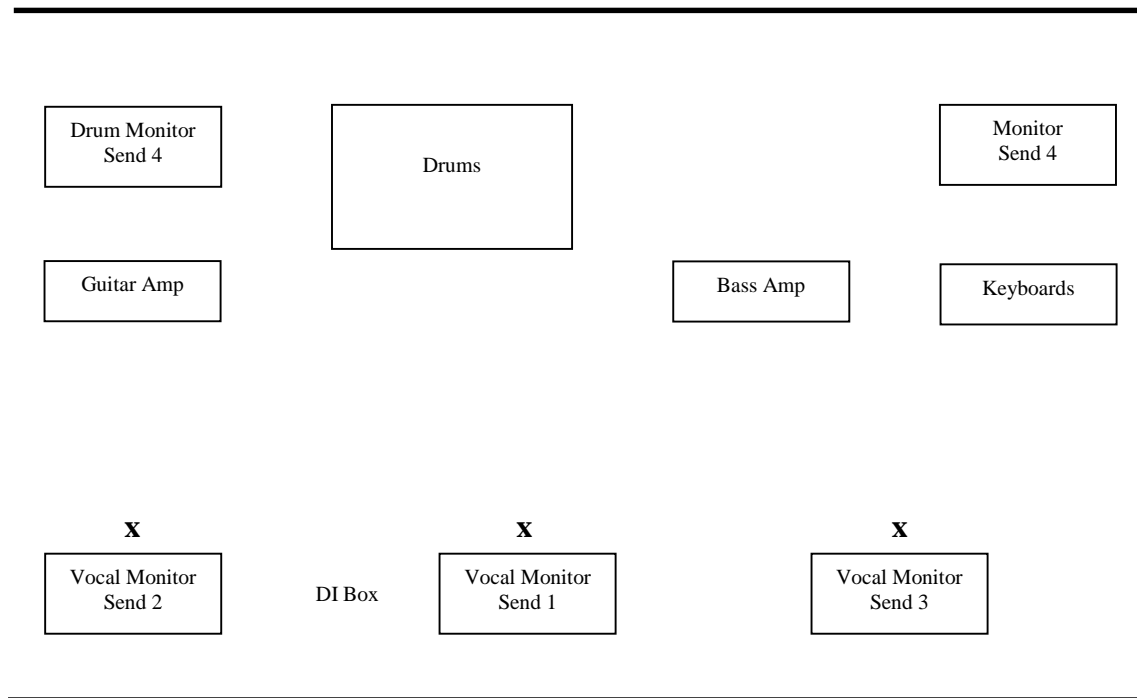 Drum Monitor
Send 4
Drums
Monitor
Send 4
Guitar Amp
Bass Amp
Keyboards
x
x
x
Vocal Monitor
Send 2
DI Box
Vocal Monitor
Send 1
Vocal Monitor
Send 3